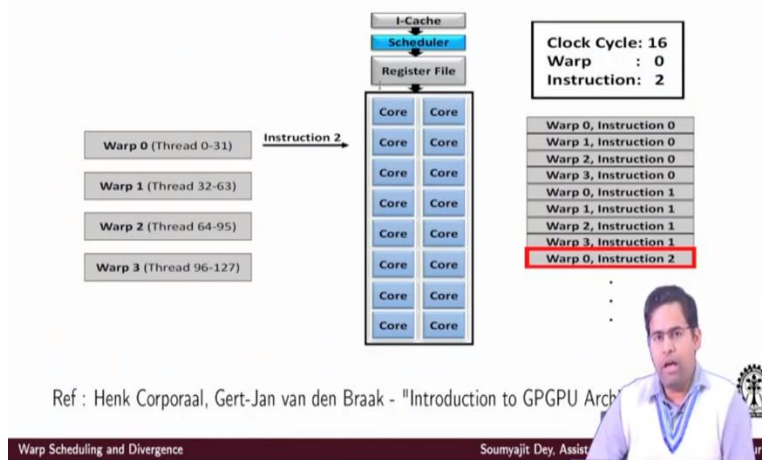 I-Cache
Scheduler
Register File
Clock Cycle: 16
Warp : 0
Instruction: 2
Warp 0 (Thread 0-31)
Instruction 2
Warp 1 (Thread 32-63)
Warp 2 (Thread 64-95)
Warp 3 (Thread 96-127)
Core Core
Core Core
Core Core
Core Core
Core Core
Core Core
Core Core
Core Core
Warp 0, Instruction 0
Warp 1, Instruction 0
Warp 2, Instruction 0
Warp 3, Instruction 0
Warp 0, Instruction 1
Warp 1, Instruction 1
Warp 2, Instruction 1
Warp 3, Instruction 1
Warp 0, Instruction 2
Ref : Henk Corporaal, Gert-Jan van den Braak - "Introduction to GPGPU Arch
Warp Scheduling and Divergence
Soumyajit Dey, Assist